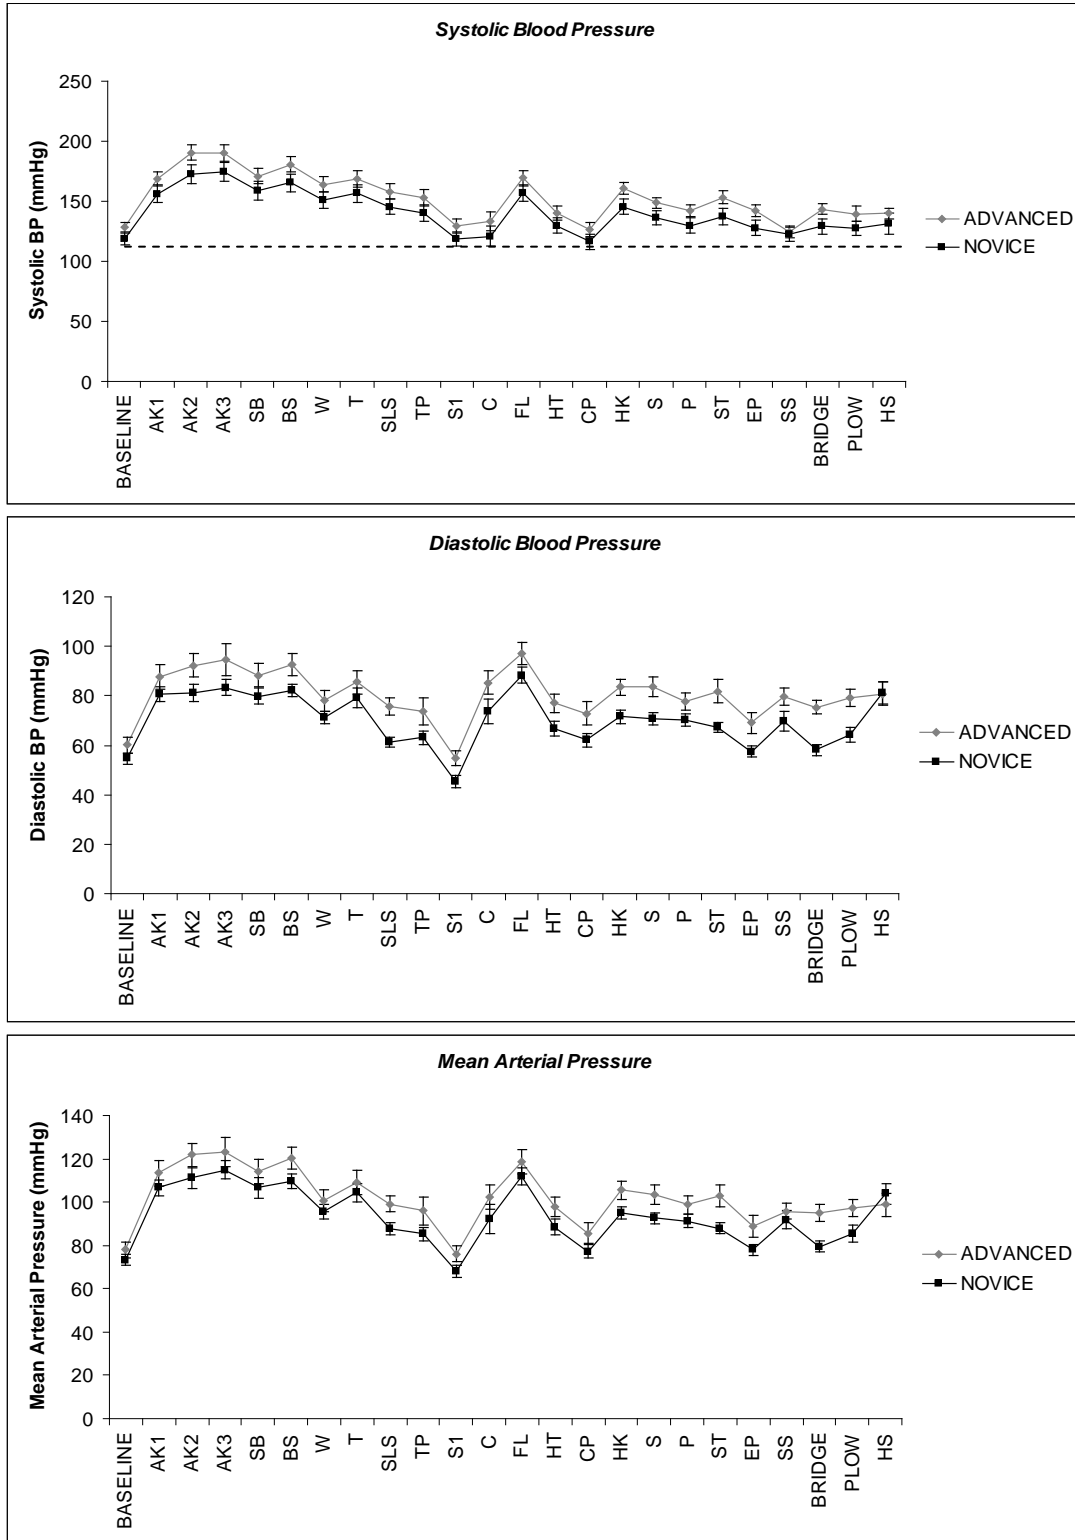 Systolic Blood Pressure
Systolic BP (mmHg)
250
200
150
100
50
0
BASELINE AK1 AK2 AK3 SB BS W T SLS TP S1 C FL HT CP HK S P ST EP SS BRIDGE PLOW HS
ADVANCED
NOVICE
Diastolic Blood Pressure
Diastolic BP (mmHg)
120
100
80
60
40
20
0
BASELINE AK1 AK2 AK3 SB BS W T SLS TP S1 C FL HT CP HK S P ST EP SS BRIDGE PLOW HS
ADVANCED
NOVICE
Mean Arterial Pressure
Mean Arterial Pressure (mmHg)
140
120
100
80
60
40
20
0
BASELINE AK1 AK2 AK3 SB BS W T SLS TP S1 C FL HT CP HK S P ST EP SS BRIDGE PLOW HS
ADVANCED
NOVICE